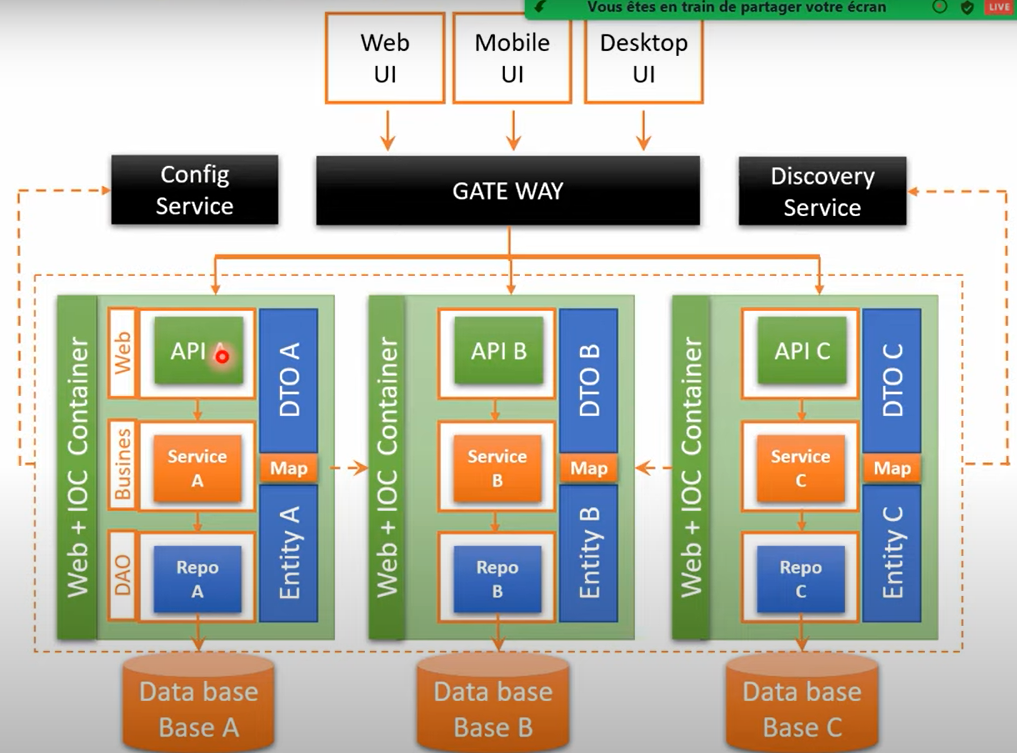 Vous êtes en train de partager votre écran
LIVE
Web
UI
Mobile
UI
Desktop
UI
Config
Service
GATE WAY
Discovery
Service
Web + IOC Container
Web
API A
DTO A
Busines
Service
A
Map
DAO
Repo
A
Entity A
Data base
Base A
Web + IOC Container
API B
DTO B
Service
B
Map
Repo
B
Entity B
Data base
Base B
Web + IOC Container
API C
DTO C
Service
C
Map
Repo
C
Entity C
Data base
Base C